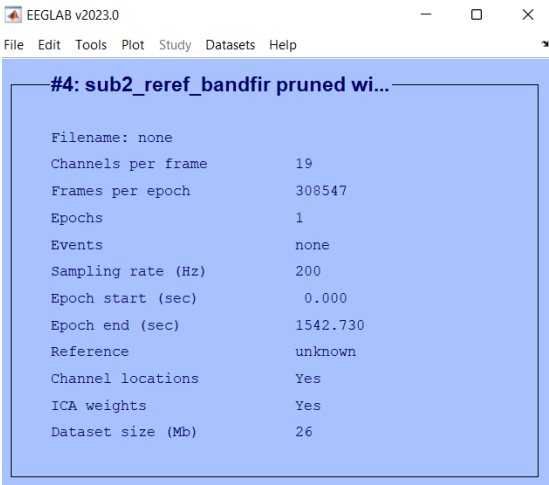 EEGLAB v2023.0
File Edit Tools Plot Study Datasets Help
#4: sub2_reref_bandfir pruned wi...
Filename: none
Channels per frame 19
Frames per epoch 308547
Epochs 1
Events none
Sampling rate (Hz) 200
Epoch start (sec) 0.000
Epoch end (sec) 1542.730
Reference unknown
Channel locations Yes
ICA weights Yes
Dataset size (Mb) 26